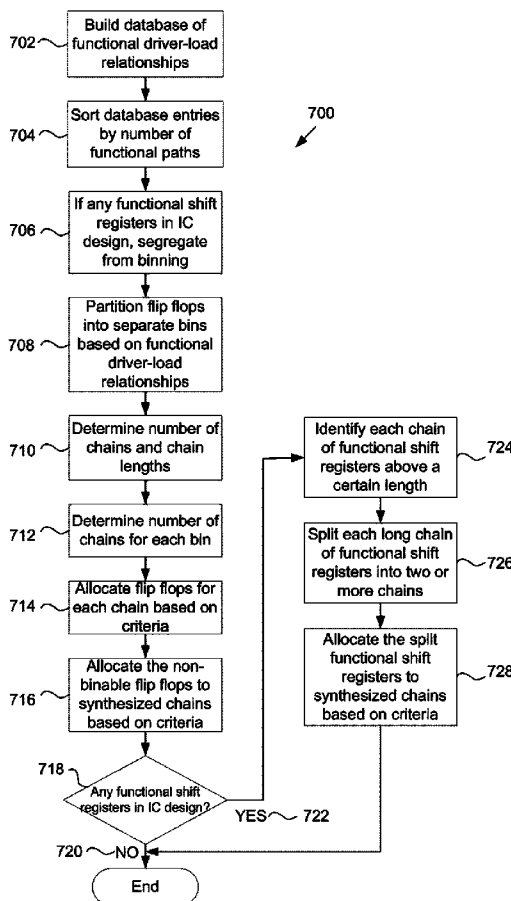 702
Build database
of functional driver-load
relationships
700
704
Sort database entries
by number of
functional paths
706
If any functional shift
registers in IC design,
segregate from binning
708
Partition flip flops
into separate bins
based on functional
driver-load
relationships
710
Determine number of
chains and chain
lengths
712
Determine number of
chains for each bin
714
Allocate flip flops for
each chain based on
criteria
716
Allocate the non-
binable flip flops to
synthesized chains
based on criteria
718
Any functional shift
registers in IC design?
YES
722
720
NO
End
Identify each chain
of functional shift
registers above a
certain length
724
Split each long chain
of functional shift
registers into two or
more chains
726
Allocate the split
functional shift
registers to
synthesized chains
based on criteria
728